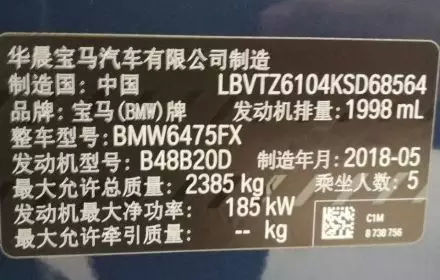 华晨宝马汽车有限公司制造
制造国: 中国 LBVTZ6104KSD68564
品牌: 宝马(BMW)牌 发动机排量: 1998 mL
整车型号: BMW6475FX
发动机型号: B48B20D 制造年月: 2018-05
最大允许总质量: 2385 kg 乘坐人数: 5
发动机最大净功率: 185 kW
最大允许牵引质量: -- kg
C1M
8 738 756